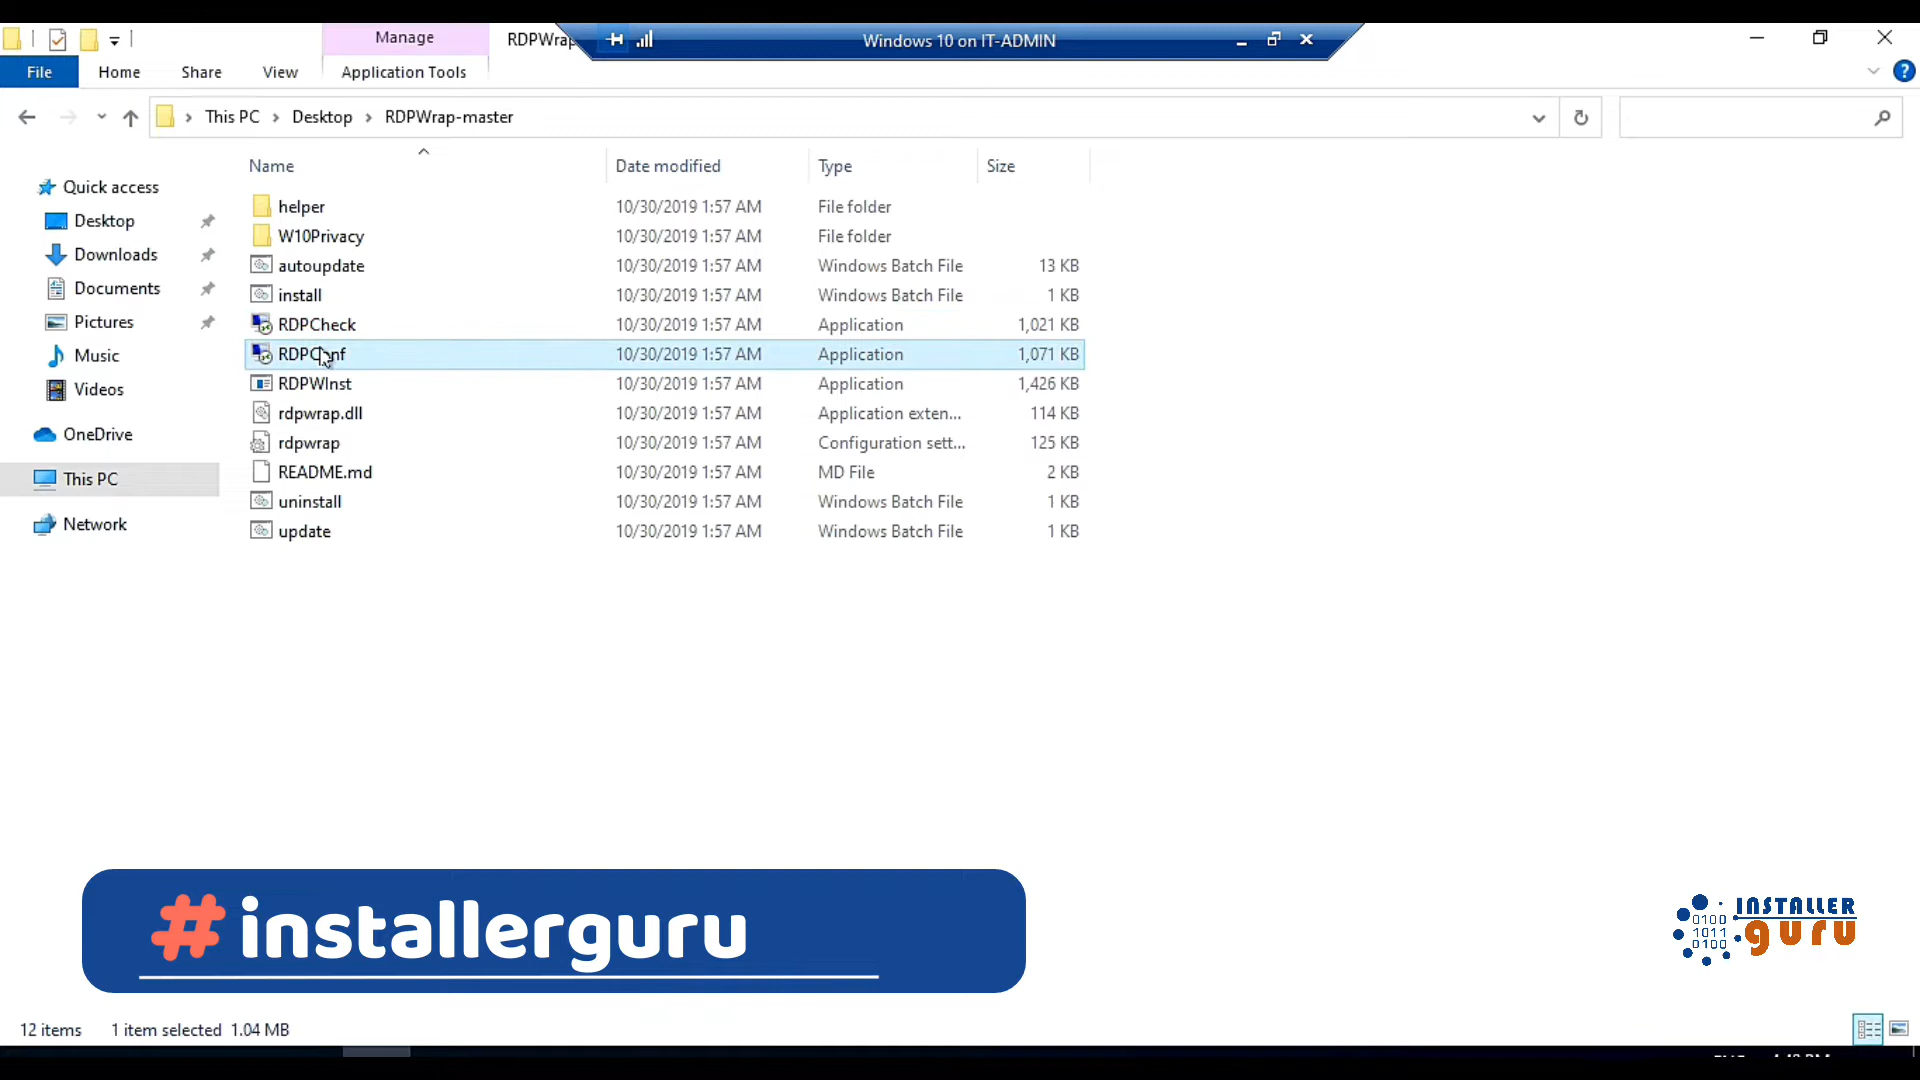 Manage
RDPWrap
Windows 10 on IT-ADMIN
File
Home
Share
View
Application Tools
This PC
Desktop
RDPWrap-master
Name
Date modified
Type
Size
Quick access
Desktop
Downloads
Documents
Pictures
Music
Videos
OneDrive
This PC
Network
helper 10/30/2019 1:57 AM File folder
W10Privacy 10/30/2019 1:57 AM File folder
autoupdate 10/30/2019 1:57 AM Windows Batch File 13 KB
install 10/30/2019 1:57 AM Windows Batch File 1 KB
RDPCheck 10/30/2019 1:57 AM Application 1,021 KB
RDPConf 10/30/2019 1:57 AM Application 1,071 KB
RDPWInst 10/30/2019 1:57 AM Application 1,426 KB
rdpwrap.dll 10/30/2019 1:57 AM Application exten... 114 KB
rdpwrap 10/30/2019 1:57 AM Configuration sett... 125 KB
README.md 10/30/2019 1:57 AM MD File 2 KB
uninstall 10/30/2019 1:57 AM Windows Batch File 1 KB
update 10/30/2019 1:57 AM Windows Batch File 1 KB
#installerguru
INSTALLER
guru
0100
1011
0100
12 items
1 item selected 1.04 MB